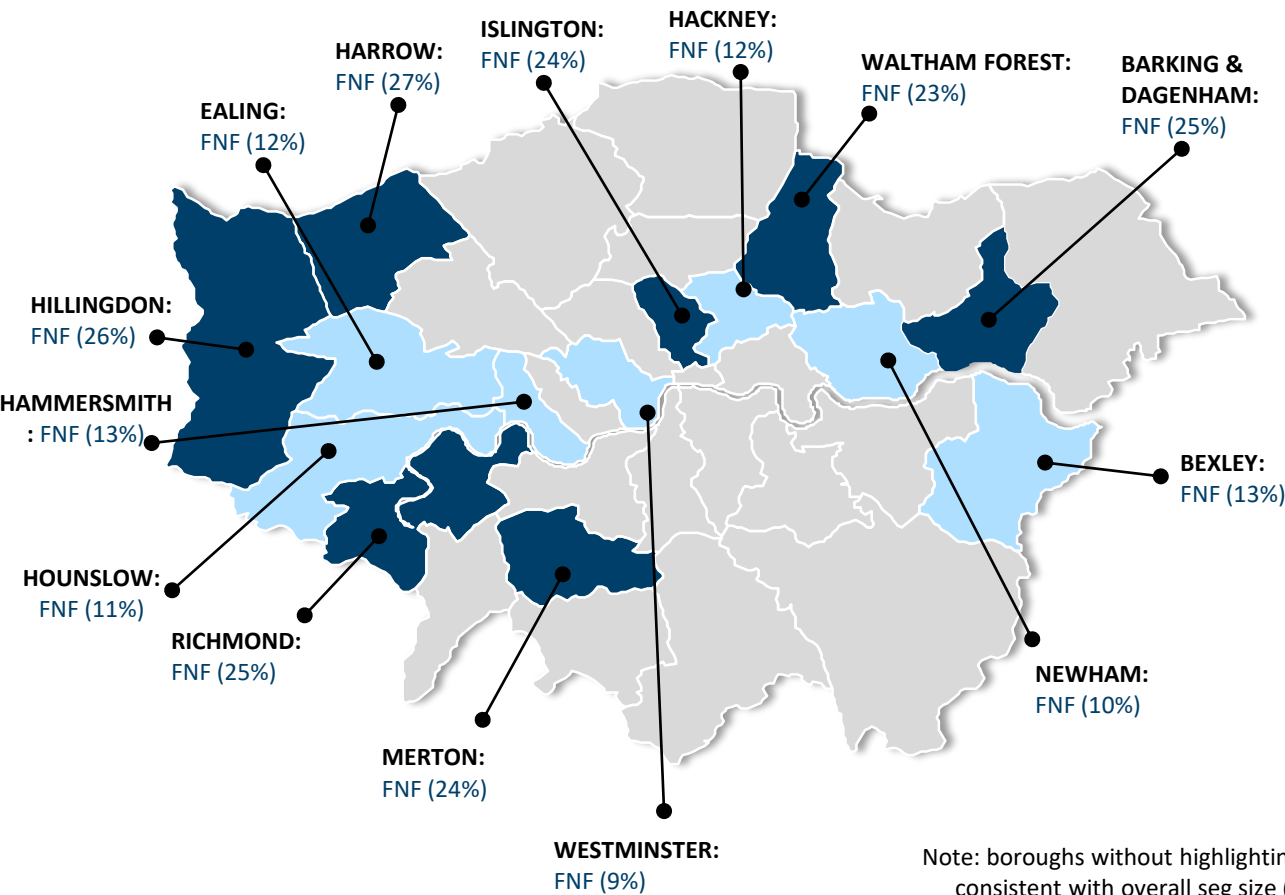 HACKNEY:
FNF (12%)
ISLINGTON:
FNF (24%)
HARROW:
FNF (27%)
WALTHAM FOREST:
FNF (23%)
BARKING &
DAGENHAM:
FNF (25%)
EALING:
FNF (12%)
HILLINGDON:
FNF (26%)
HAMMERSMITH
: FNF (13%)
BEXLEY:
FNF (13%)
HOUNSLOW:
FNF (11%)
RICHMOND:
FNF (25%)
NEWHAM:
FNF (10%)
MERTON:
FNF (24%)
WESTMINSTER:
FNF (9%)
Note: boroughs without highlightin
consistent with overall seg size